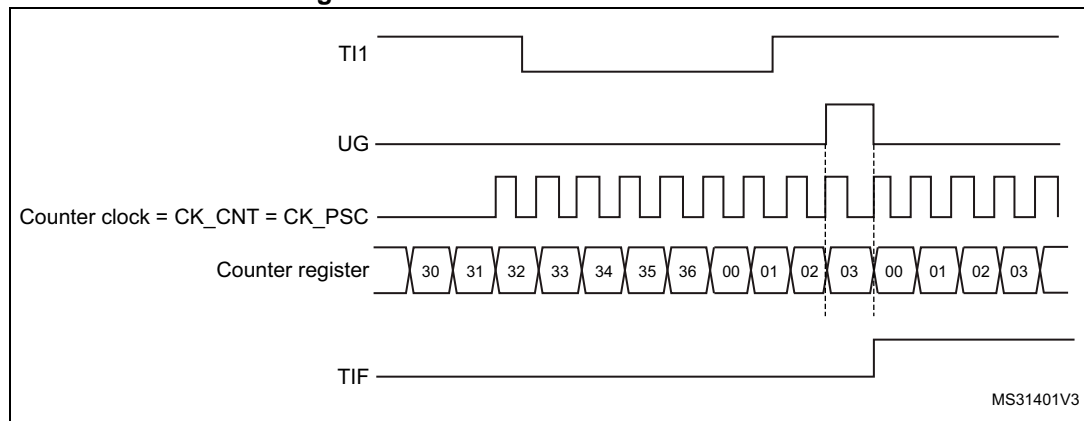 TI1
UG
Counter clock = CK_CNT = CK_PSC
Counter register 30 31 32 33 34 35 36 00 01 02 03 00 01 02 03
TIF
MS31401V3